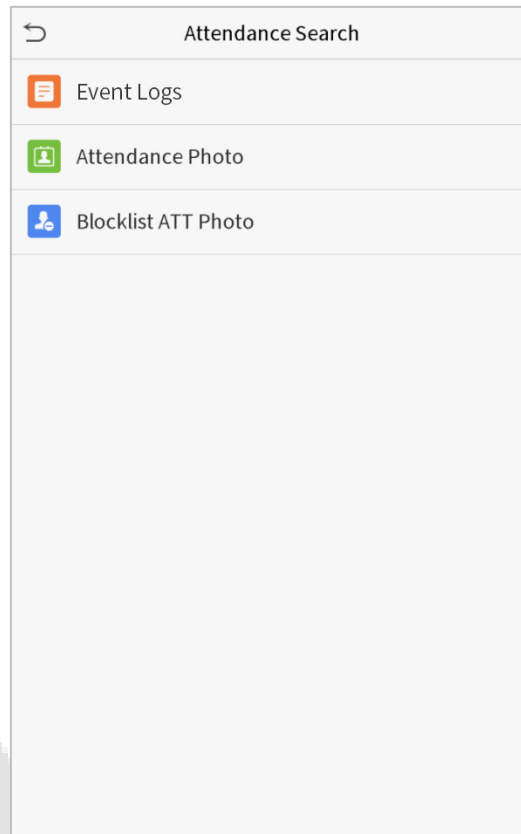 Attendance Search
Event Logs
Attendance Photo
Blocklist ATT Photo